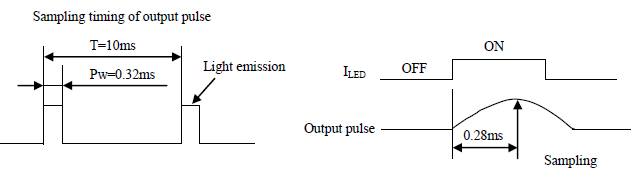 Sampling timing of output pulse
T=10ms
Pw=0.32ms
Light emission
ILED
OFF
ON
Output pulse
0.28ms
Sampling